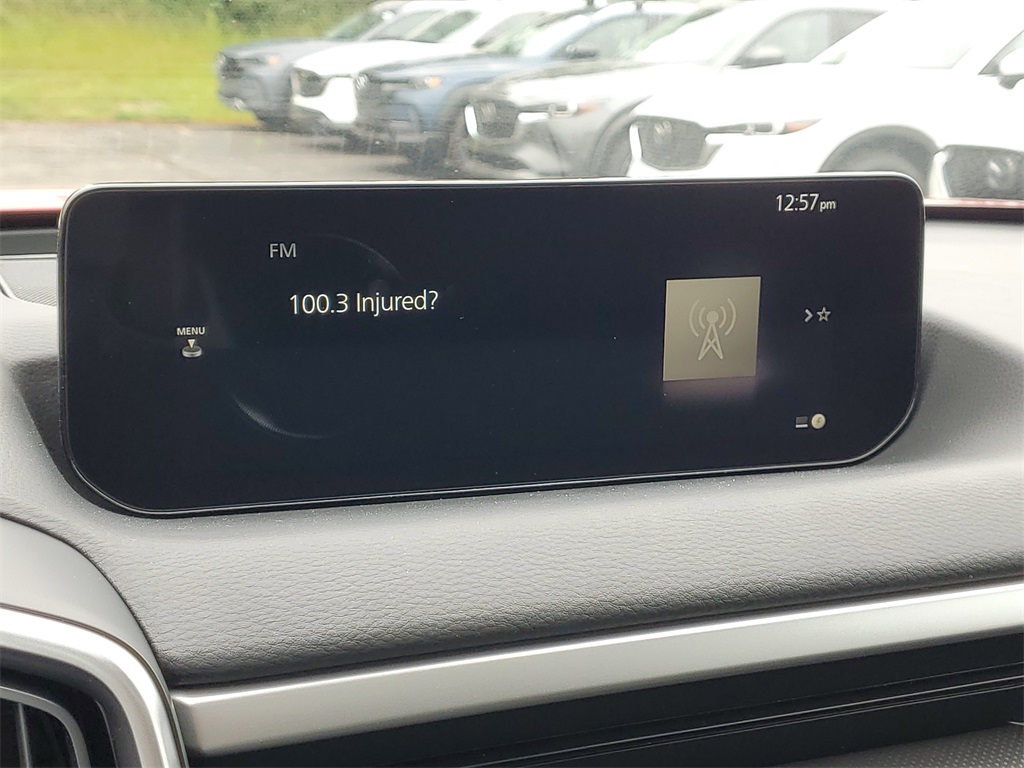 12:57pm
FM
100.3 Injured?
MENU